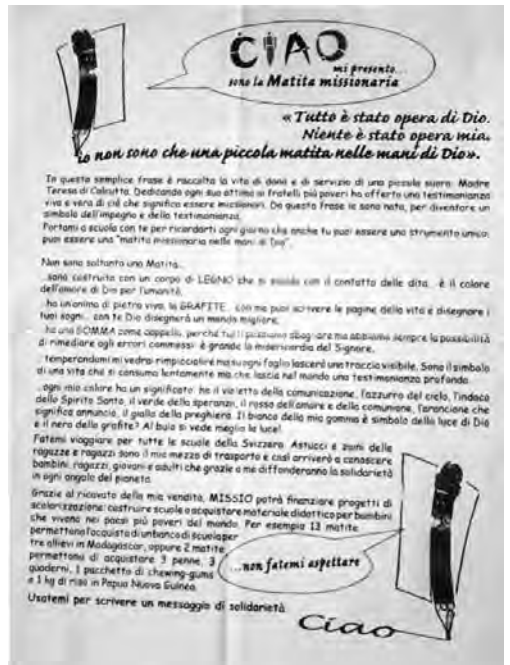 CIAO
mi presento...
sono la Matita missionaria
«Tutto è stato opera di Dio.
Niente è stato opera mia.
io non sono che una piccola matita nelle mani di Dio».
In questa semplice frase è raccolta la vita di dono e di servizio di una piccola suora: Madre
Teresa di Calcutta. Dedicando ogni suo attimo ai fratelli più poveri ha offerto una testimonianza
viva e vera di ciò che significa essere missionari. Da questa frase io sono nata, per diventare un
simbolo dell'impegno e della testimonianza.
Portami a scuola con te per ricordarti ogni giorno che anche tu puoi essere uno strumento unico:
puoi essere una "matita missionaria nelle mani di Dio".
Non sono soltanto una Matita...
...sono costruita con un corpo di LEGNO che si scalda con il contatto delle dita.. è il calore
dell'amore di Dio per l'umanità.
...ho un'anima di pietra viva, la GRAFITE.. con me puoi scrivere le pagine della vita e disegnare i
tuoi sogni.. con te Dio disegnerà un mondo migliore.
...ho una GOMMA come cappello, perché tutti possiamo sbagliare ma abbiamo sempre la possibilità
di rimediare agli errori commessi: è grande la misericordia del Signore.
...temperandomi mi vedrai rimpicciolire ma su ogni foglio lascerò una traccia visibile. Sono il simbolo
di una vita che si consuma lentamente ma che lascia nel mondo una testimonianza profonda.
...ogni mio colore ha un significato: ho il violetto della comunicazione, l'azzurro del cielo, l'indaco
dello Spirito Santo, il verde della speranza, il rosso dell'amore e della comunione, l'arancione che
significa annuncio, il giallo della preghiera. Il bianco della mia gomma è simbolo della luce di Dio
e il nero della grafite? Al buio si vede meglio la luce!
Fatemi viaggiare per tutte le scuole della Svizzera. Astucci e zaini delle
ragazze e ragazzi sono il mio mezzo di trasporto e così arriverò a conoscere
bambini, ragazzi, giovani e adulti che grazie a me diffonderanno la solidarietà
in ogni angolo del pianeta.
Grazie al ricavato della mia vendita, MISSIO potrà finanziare progetti di
scolarizzazione: costruire scuole o acquistare materiale didattico per bambini
che vivono nei paesi più poveri del mondo. Per esempio 12 matite
permettono l'acquisto di un banco di scuola per
tre allievi in Madagascar, oppure 2 matite
permettono di acquistare 3 penne, 3
quaderni, 1 pacchetto di chewing-gums
e 1 kg di riso in Papua Nuova Guinea.
...non fatemi aspettare
Usatemi per scrivere un messaggio di solidarietà
Ciao